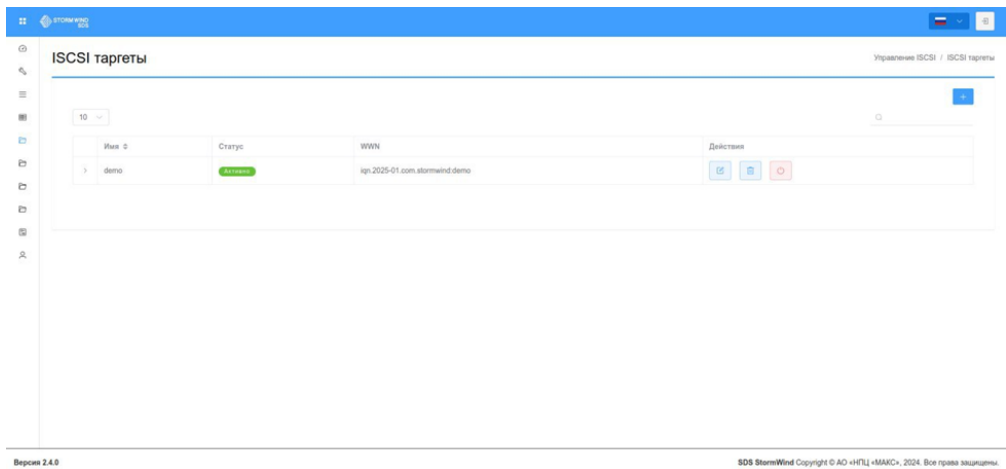 STORMWIND
SDS
ISCSI таргеты
Управление ISCSI / ISCSI таргеты
10
Имя
Статус
WWN
Действия
demo
Активно
iqn.2025-01.com.stormwind.demo
Версия 2.4.0
SDS StormWind Copyright © АО «НПЦ «МАКС», 2024. Все права защищены.